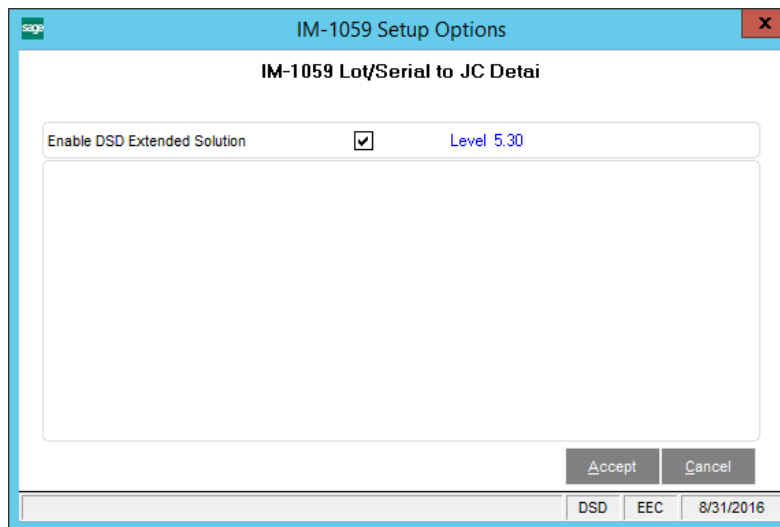 sage
IM-1059 Setup Options
x
IM-1059 Lot/Serial to JC Detai
Enable DSD Extended Solution Level 5.30
Accept Cancel
DSD EEC 8/31/2016